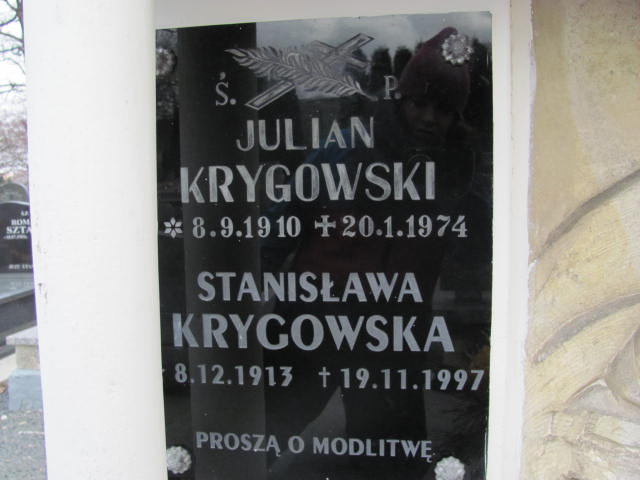 Ś. P.
JULIAN
KRYGOWSKI
* 8.9.1910 ✝ 20.1.1974
STANISŁAWA
KRYGOWSKA
* 8.12.1913 † 19.11.1997
PROSZĄ O MODLITWĘ